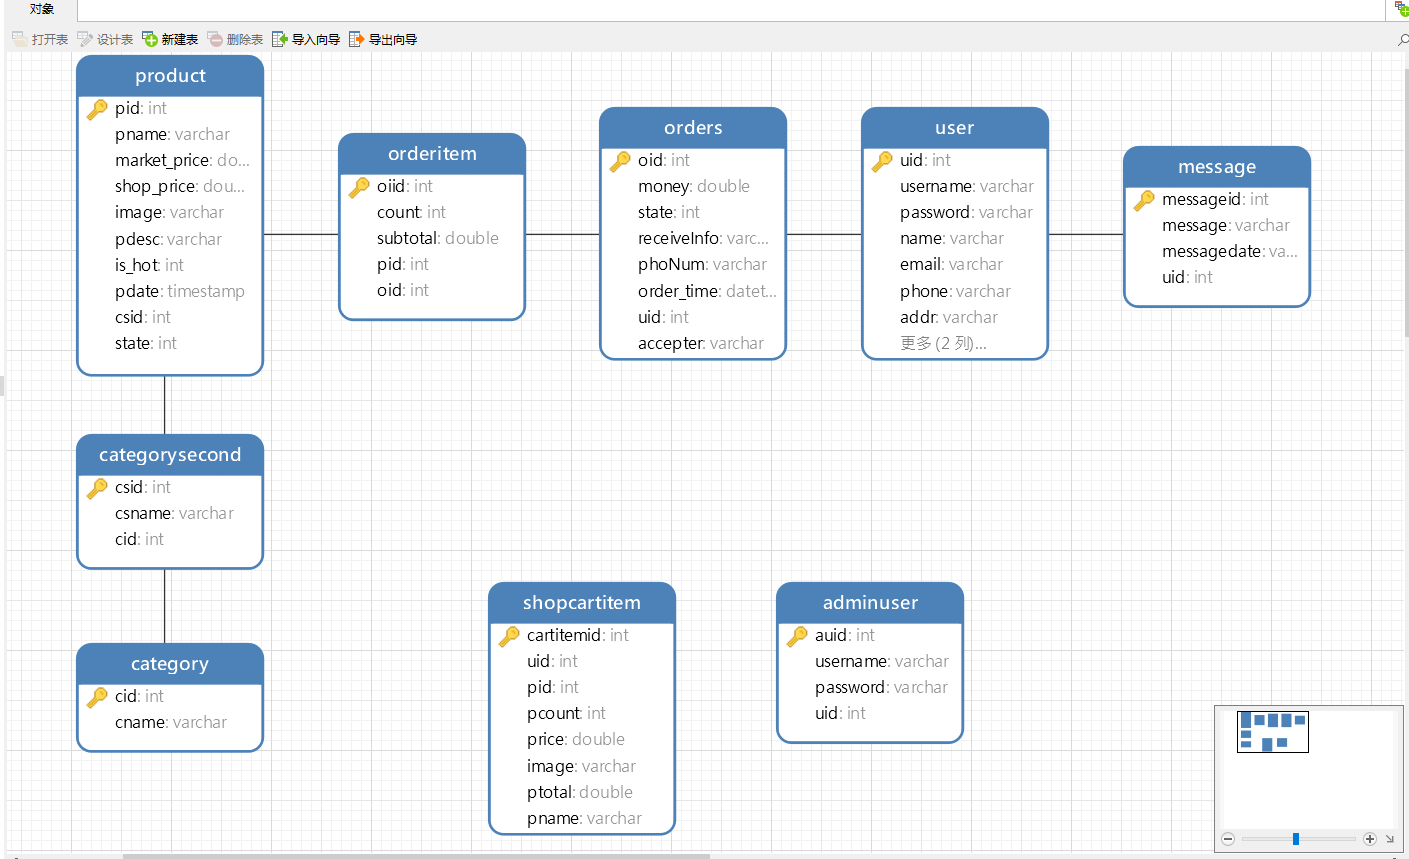 对象
打开表 设计表 新建表 删除表 导入向导 导出向导
product
pid: int
pname: varchar
market_price: do...
shop_price: dou...
image: varchar
pdesc: varchar
is_hot: int
pdate: timestamp
csid: int
state: int
orderitem
oiid: int
count: int
subtotal: double
pid: int
oid: int
orders
oid: int
money: double
state: int
receiveInfo: varc...
phoNum: varchar
order_time: datet...
uid: int
accepter: varchar
user
uid: int
username: varchar
password: varchar
name: varchar
email: varchar
phone: varchar
addr: varchar
更多 (2 列)...
message
messageid: int
message: varchar
messagedate: va...
uid: int
categorysecond
csid: int
csname: varchar
cid: int
category
cid: int
cname: varchar
shopcartitem
cartitemid: int
uid: int
pid: int
pcount: int
price: double
image: varchar
ptotal: double
pname: varchar
adminuser
auid: int
username: varchar
password: varchar
uid: int